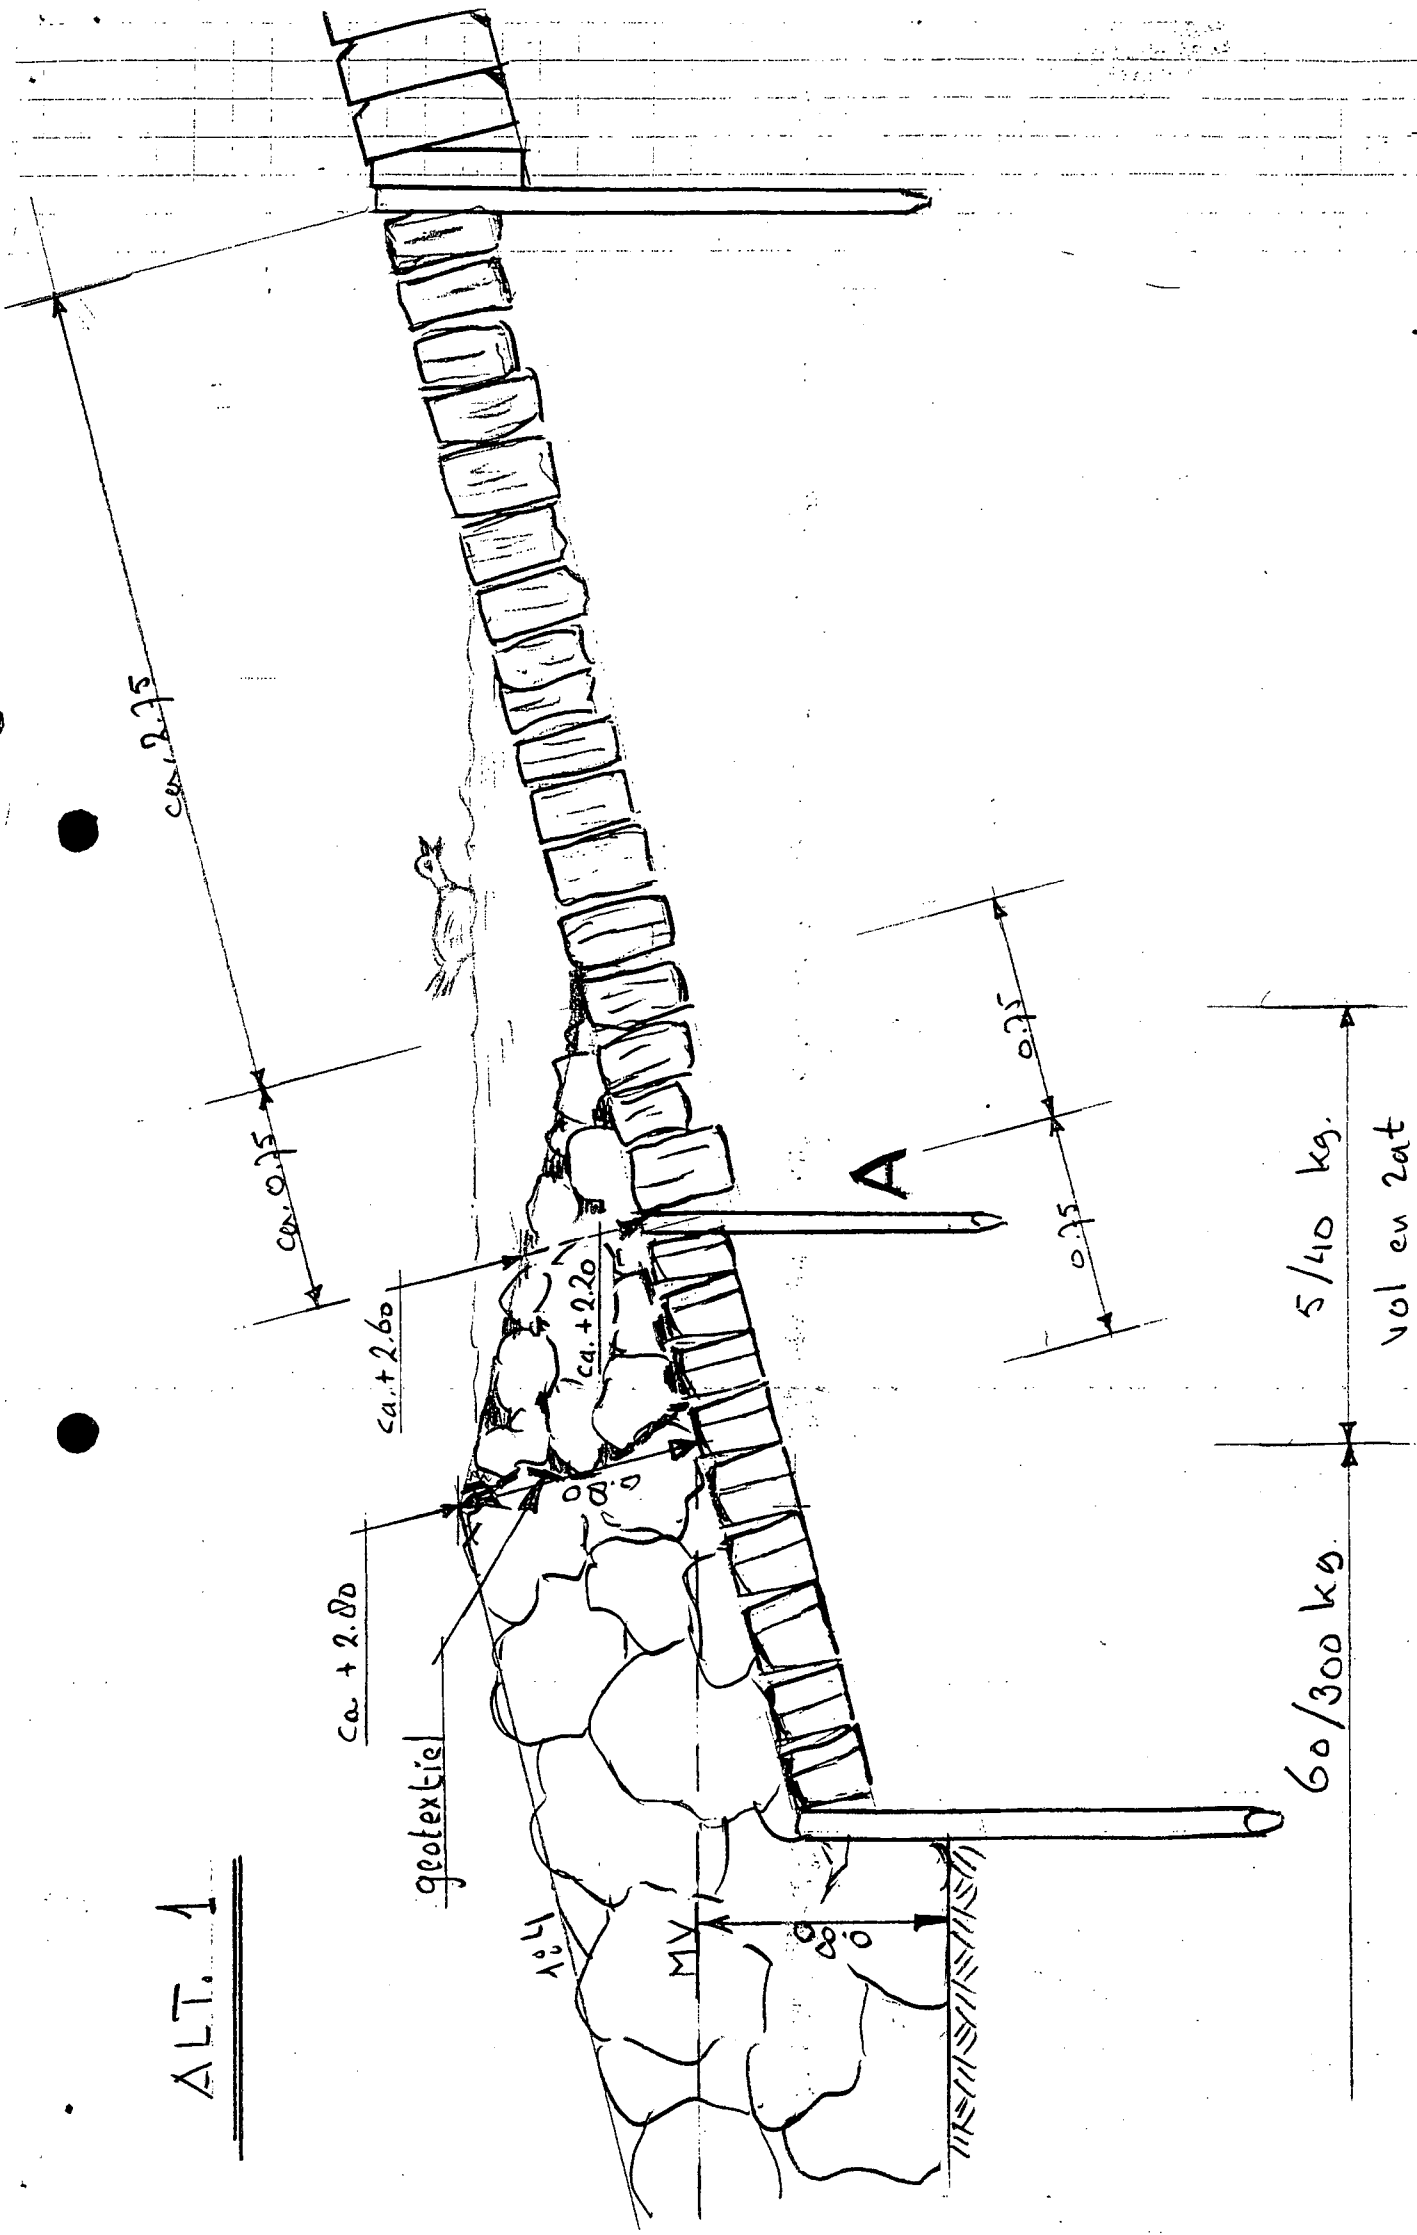 ALT. 1
ca. 2.75
ca. 0.75
ca. + 2.60
ca. + 2.20
ca + 2.80
geotextiel
0.80
1:4
MV
0.80
A
0.75
0.75
60/300 kg.
5/40 kg.
vol en zat